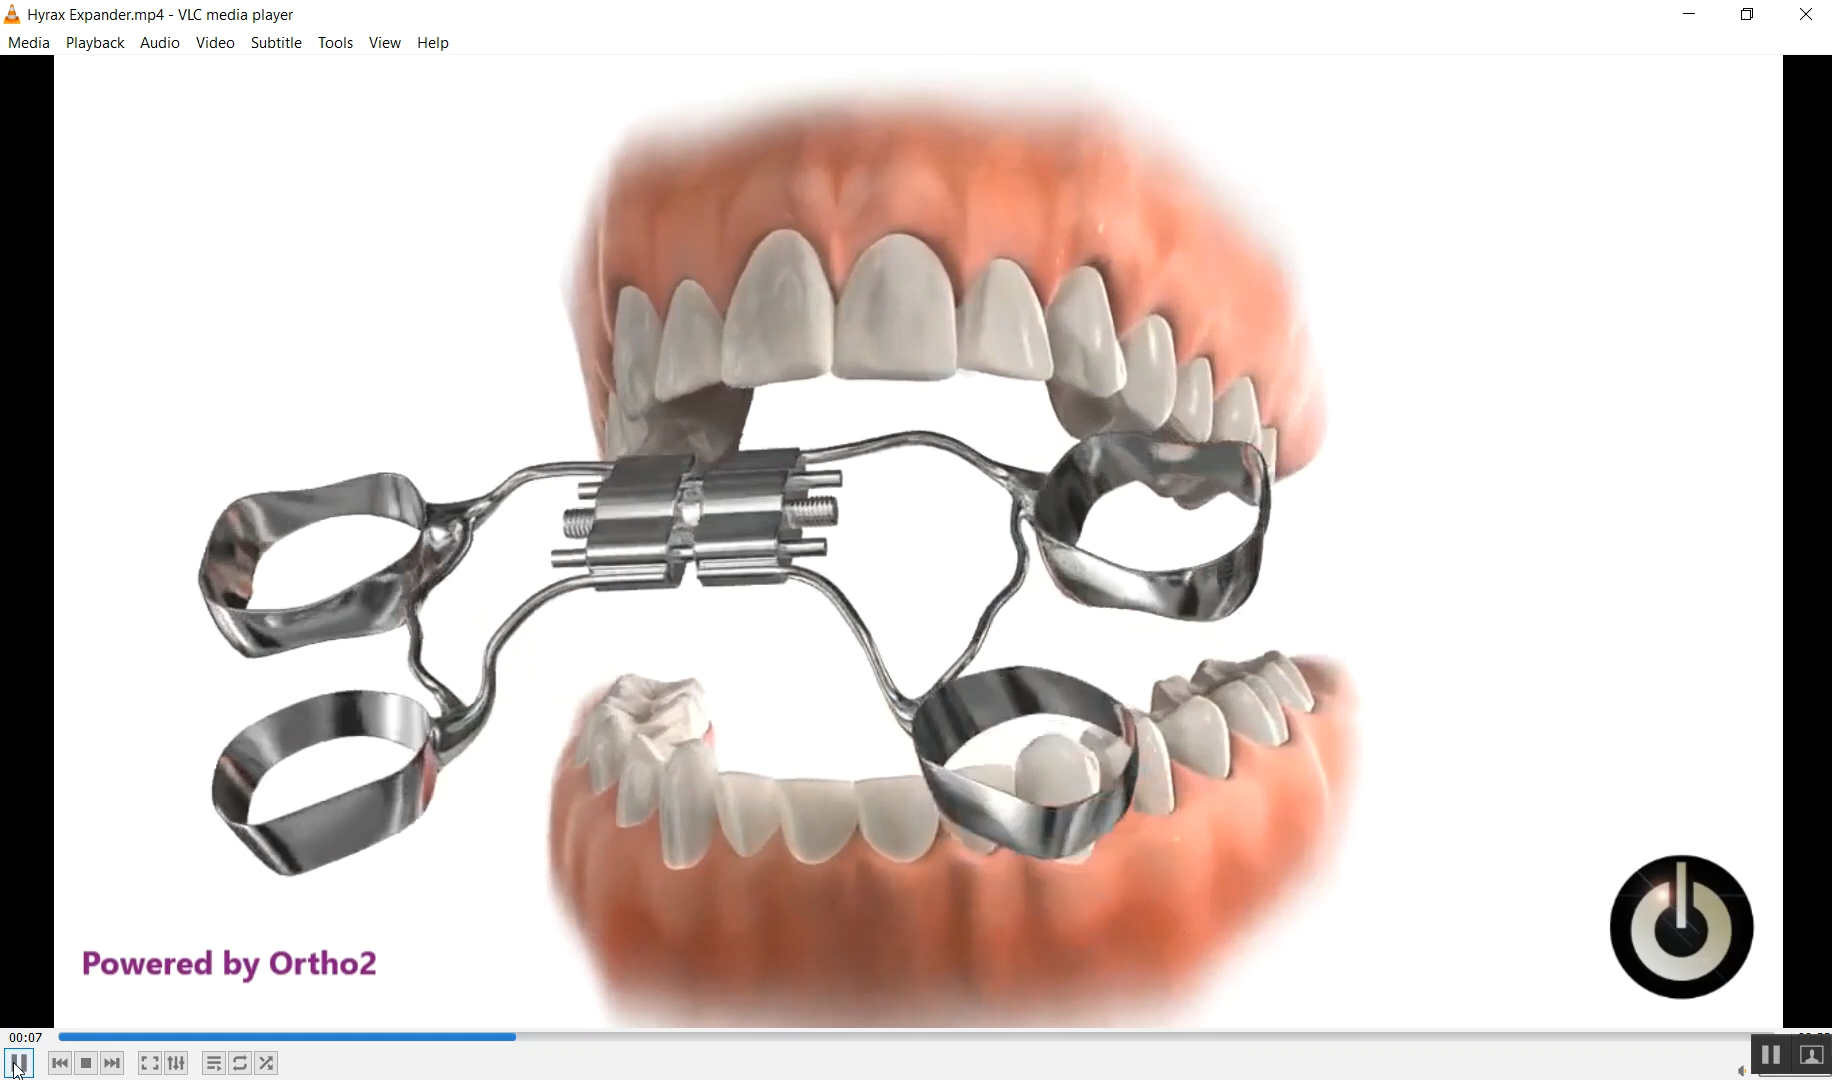 Hyrax Expander.mp4 - VLC media player
Media Playback Audio Video Subtitle Tools View Help
Powered by Ortho2
00:07